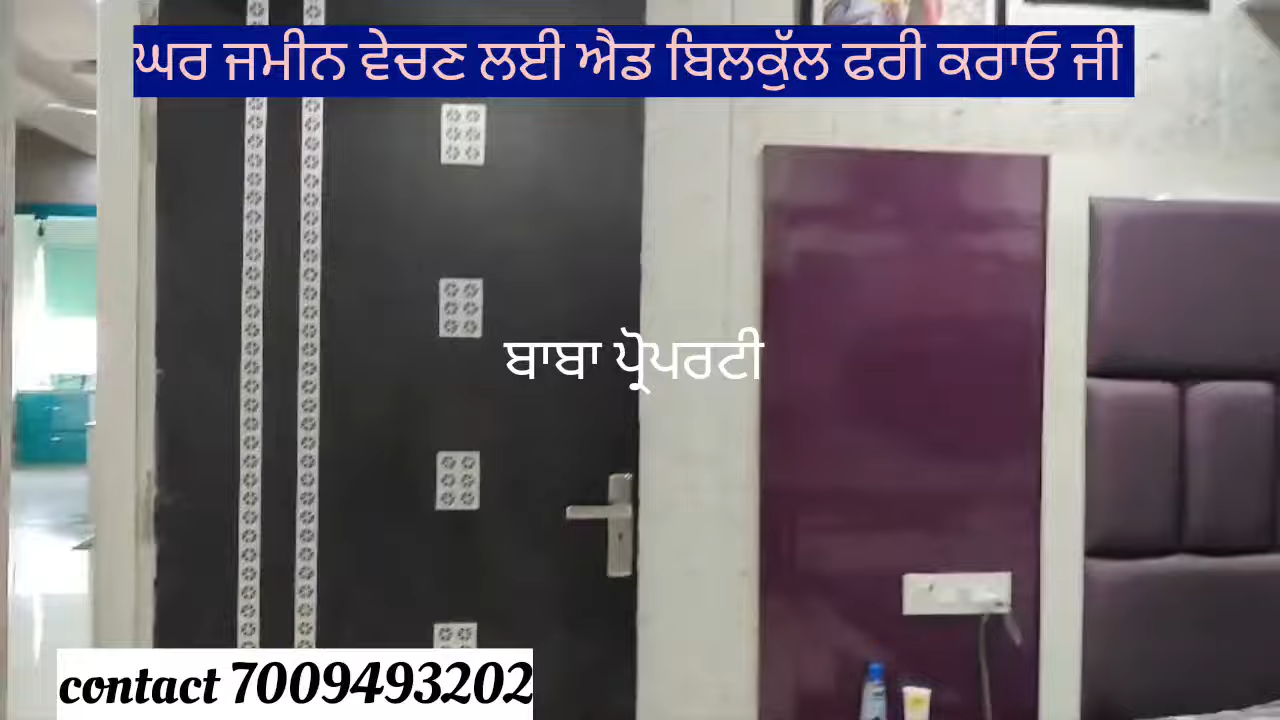 ਘਰ ਜਮੀਨ ਵੇਚਣ ਲਈ ਐਡ ਬਿਲਕੁੱਲ ਫਰੀ ਕਰਾਓ ਜੀ
ਬਾਬਾ ਪ੍ਰੋਪਰਟੀ
contact 7009493202